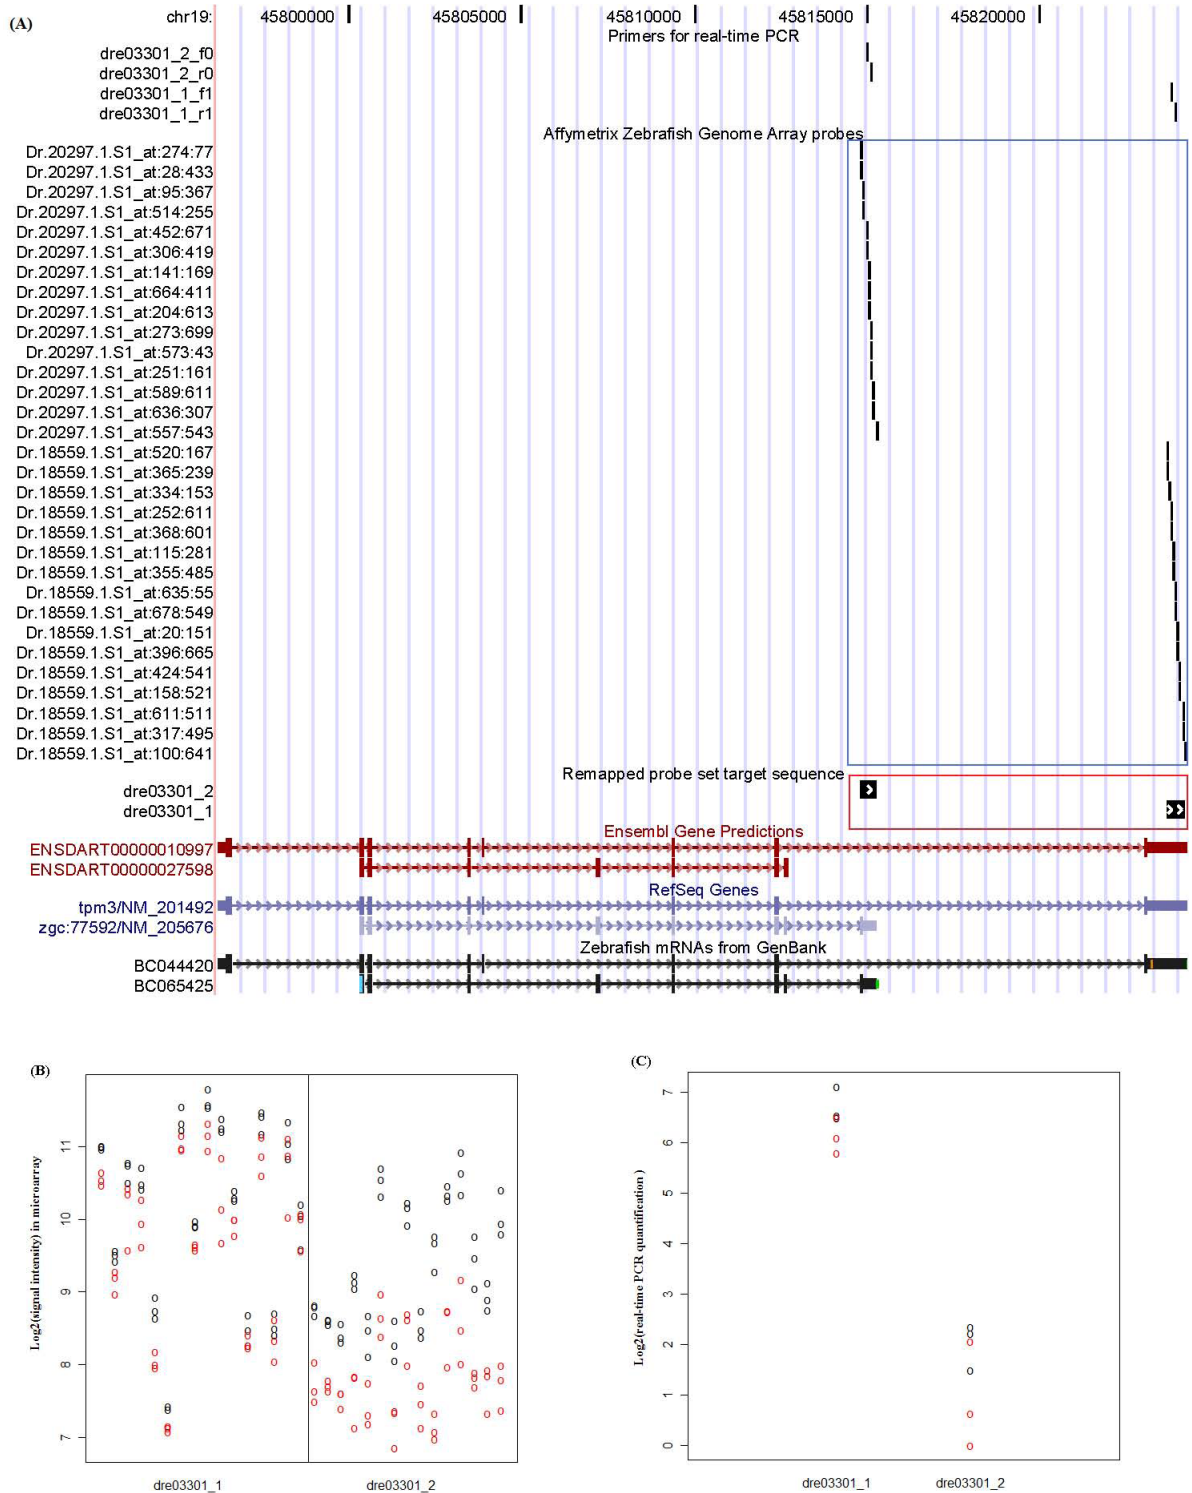 (A)
chr19: 45800000 45805000 45810000 45815000 45820000
Primers for real-time PCR
dre03301_2_f0
dre03301_2_r0
dre03301_1_f1
dre03301_1_r1
Affymetrix Zebrafish Genome Array probes
Dr.20297.1.S1_at:274:77
Dr.20297.1.S1_at:28:433
Dr.20297.1.S1_at:95:367
Dr.20297.1.S1_at:514:255
Dr.20297.1.S1_at:452:671
Dr.20297.1.S1_at:306:419
Dr.20297.1.S1_at:141:169
Dr.20297.1.S1_at:664:411
Dr.20297.1.S1_at:204:613
Dr.20297.1.S1_at:273:699
Dr.20297.1.S1_at:573:43
Dr.20297.1.S1_at:251:161
Dr.20297.1.S1_at:589:611
Dr.20297.1.S1_at:636:307
Dr.20297.1.S1_at:557:543
Dr.18559.1.S1_at:520:167
Dr.18559.1.S1_at:365:239
Dr.18559.1.S1_at:334:153
Dr.18559.1.S1_at:252:611
Dr.18559.1.S1_at:368:601
Dr.18559.1.S1_at:115:281
Dr.18559.1.S1_at:355:485
Dr.18559.1.S1_at:635:55
Dr.18559.1.S1_at:678:549
Dr.18559.1.S1_at:20:151
Dr.18559.1.S1_at:396:665
Dr.18559.1.S1_at:424:541
Dr.18559.1.S1_at:158:521
Dr.18559.1.S1_at:611:511
Dr.18559.1.S1_at:317:495
Dr.18559.1.S1_at:100:641
Remapped probe set target sequence
dre03301_2
dre03301_1
Ensembl Gene Predictions
ENSDART00000010997
ENSDART00000027598
RefSeq Genes
tpm3/NM_201492
zgc:77592/NM_205676
Zebrafish mRNAs from GenBank
BC044420
BC065425
(B)
Log2(signal intensity) in microarray
11
10
9
8
7
dre03301_1 dre03301_2
(C)
Log2(real-time PCR quantification )
7
6
5
4
3
2
1
0
dre03301_1 dre03301_2